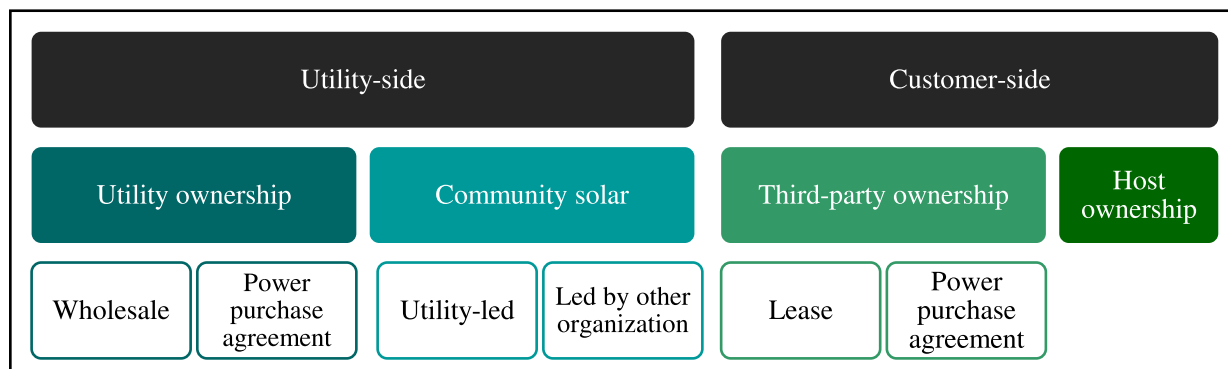 Utility-side
Customer-side
Utility ownership
Community solar
Third-party ownership
Host
ownership
Wholesale
Power
purchase
agreement
Utility-led
Led by other
organization
Lease
Power
purchase
agreement